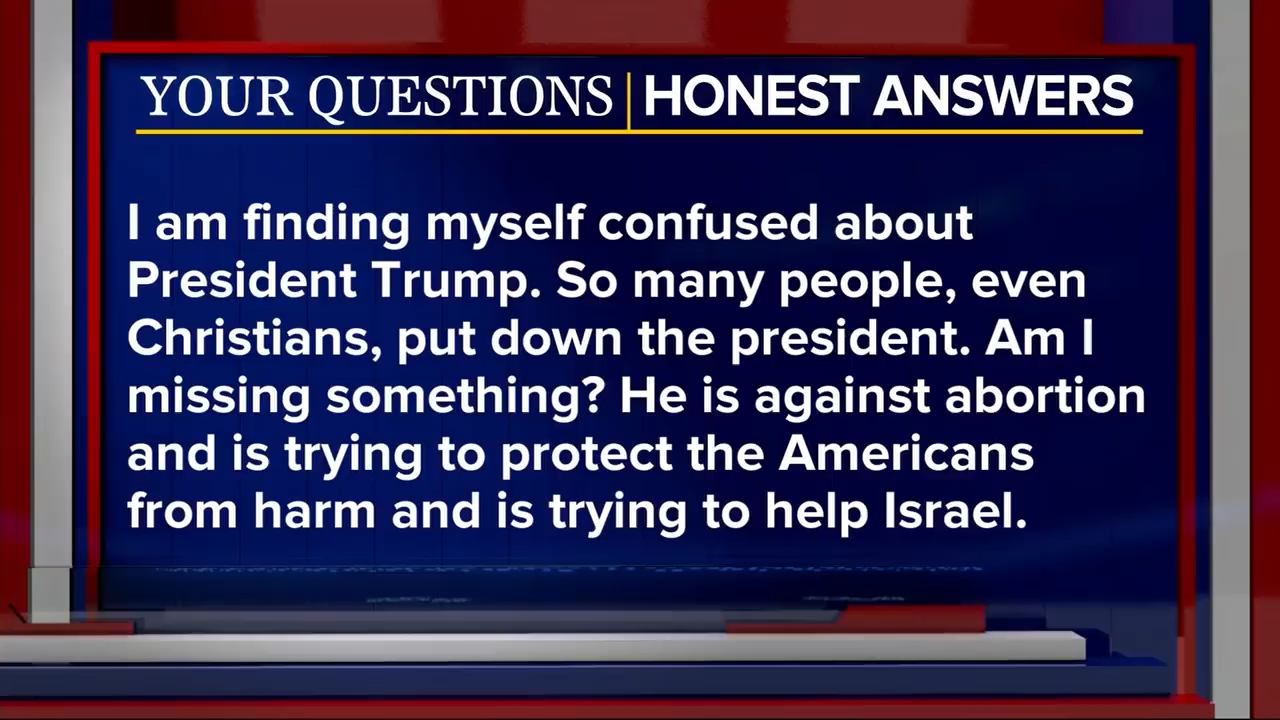 YOUR QUESTIONS HONEST ANSWERS
I am finding myself confused about
President Trump. So many people, even
Christians, put down the president. Am I
missing something? He is against abortion
and is trying to protect the Americans
from harm and is trying to help Israel.